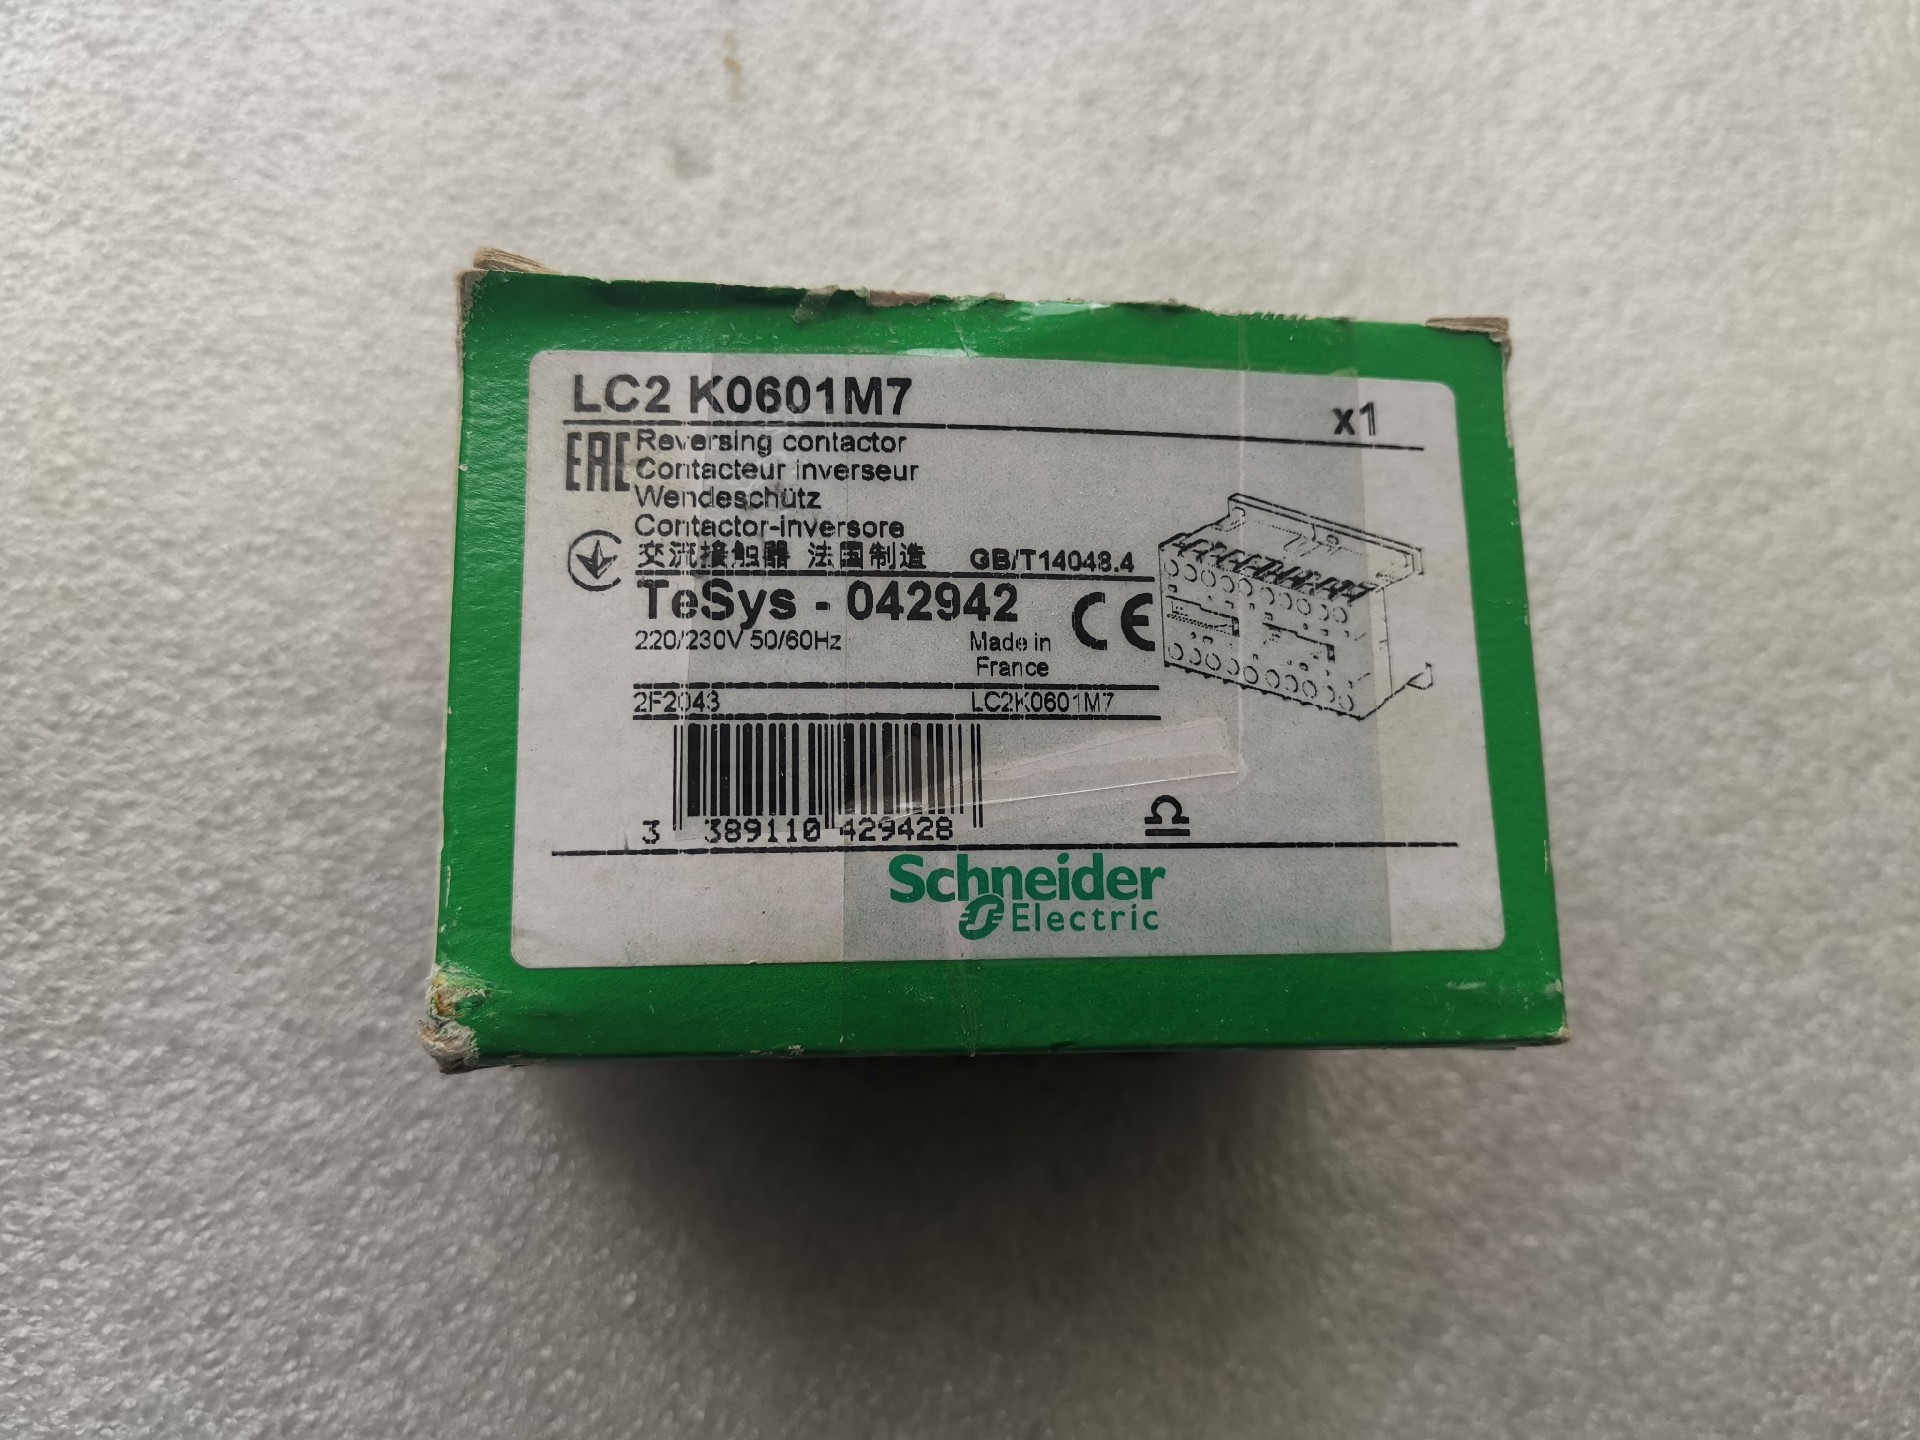 LC2 K0601M7
x1
EAC
Reversing contactor
Contacteur inverseur
Wendeschütz
Contactor-inversore
交流接触器 法国制造 GB/T14048.4
TeSys - 042942
CE
220/230V 50/60Hz
Made in
France
2F2043 LC2K0601M7
3 389110 429428
Schneider
Electric